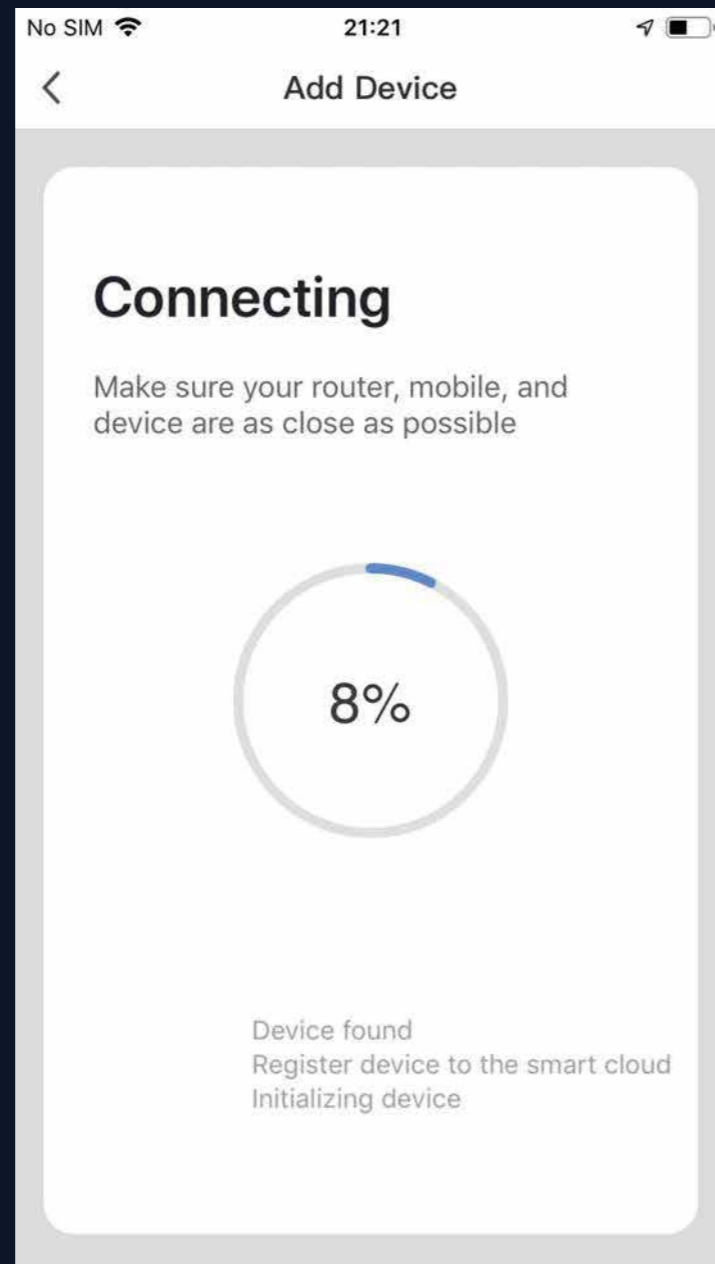 No SIM
21:21
Add Device
Connecting
Make sure your router, mobile, and
device are as close as possible
8%
Device found
Register device to the smart cloud
Initializing device